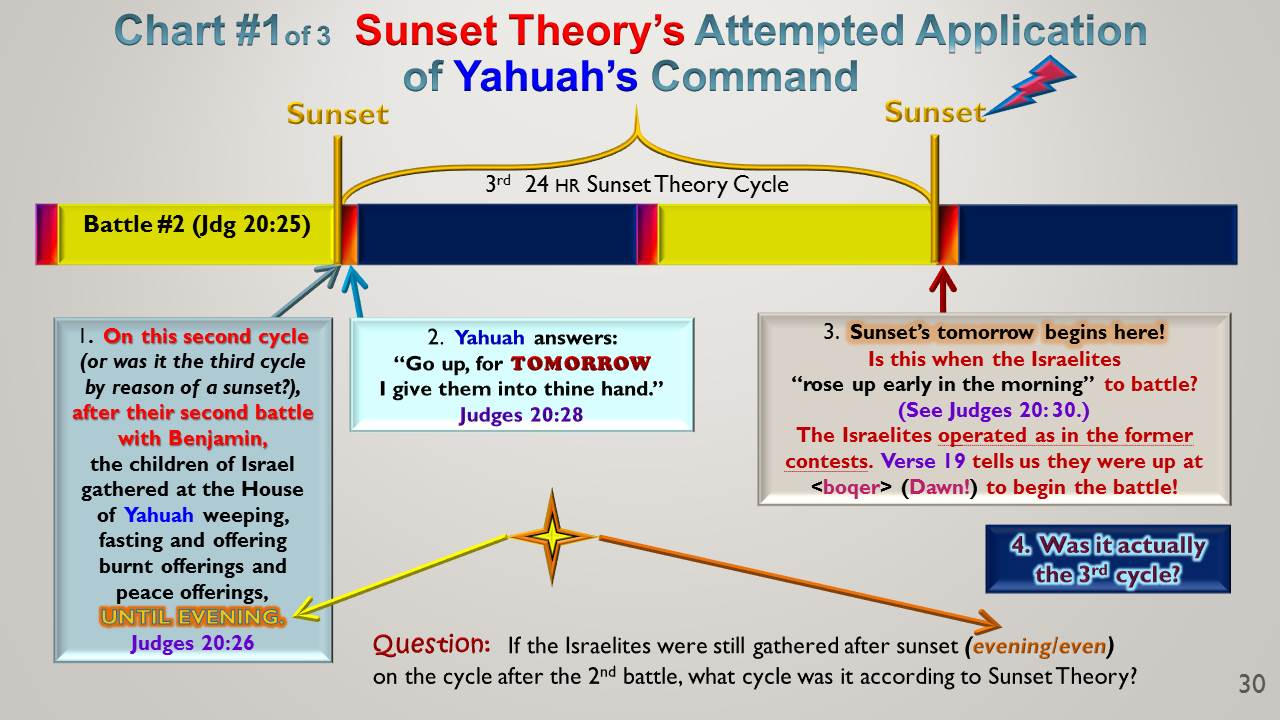 Chart #1of 3 Sunset Theory's Attempted Application
of Yahuah's Command
Sunset
Sunset
3rd 24 HR Sunset Theory Cycle
Battle #2 (Jdg 20:25)
1. On this second cycle
(or was it the third cycle
by reason of a sunset?),
after their second battle
with Benjamin,
the children of Israel
gathered at the House
of Yahuah weeping,
fasting and offering
burnt offerings and
peace offerings,
UNTIL EVENING.
Judges 20:26
2. Yahuah answers:
“Go up, for TOMORROW
I give them into thine hand.”
Judges 20:28
3. Sunset's tomorrow begins here!
Is this when the Israelites
“rose up early in the morning” to battle?
(See Judges 20: 30.)
The Israelites operated as in the former
contests. Verse 19 tells us they were up at
<boqer> (Dawn!) to begin the battle!
4. Was it actually
the 3rd cycle?
Question: If the Israelites were still gathered after sunset (evening/even)
on the cycle after the 2nd battle, what cycle was it according to Sunset Theory?
30